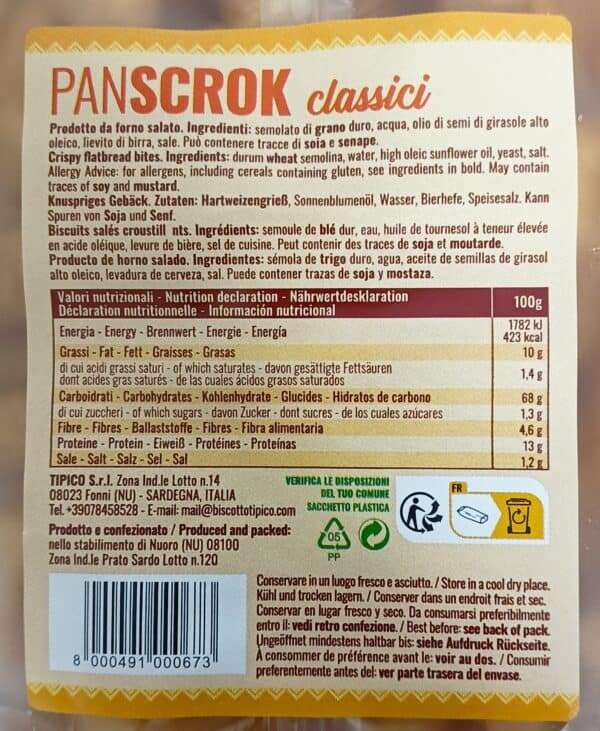 PANSCROK classici
Prodotto da forno salato. Ingredienti: semolato di grano duro, acqua, olio di semi di girasole alto
oleico, lievito di birra, sale. Può contenere tracce di soia e senape.
Crispy flatbread bites. Ingredients: durum wheat semolina, water, high oleic sunflower oil, yeast, salt.
Allergy Advice: for allergens, including cereals containing gluten, see ingredients in bold. May contain
traces of soy and mustard.
Knuspriges Gebäck. Zutaten: Hartweizengrieß, Sonnenblumenöl, Wasser, Bierhefe, Speisesalz. Kann
Spuren von Soja und Senf.
Biscuits salés croustill nts. Ingrédients: semoule de blé dur, eau, huile de tournesol à teneur élevée
en acide oléique, levure de bière, sel de cuisine. Peut contenir des traces de soja et moutarde.
Producto de horno salado. Ingredientes: sémola de trigo duro, agua, aceite de semillas de girasol
alto oleico, levadura de cerveza, sal. Puede contener trazas de soja y mostaza.
Valori nutrizionali - Nutrition declaration - Nährwertdesklaration
Déclaration nutritionnelle - Información nutricional
100g
Energia - Energy - Brennwert - Energie - Energía
1782 kJ
423 kcal
Grassi - Fat - Fett - Graisses - Grasas 10 g
di cui acidi grassi saturi - of which saturates - davon gesättigte Fettsäuren
dont acides gras saturés - de las cuales ácidos grasos saturados
1,4 g
Carboidrati - Carbohydrates - Kohlenhydrate - Glucides - Hidratos de carbono 68 g
di cui zuccheri - of which sugars - davon Zucker - dont sucres - de los cuales azúcares 1,3 g
Fibre - Fibres - Ballaststoffe - Fibres - Fibra alimentaria 4,6 g
Proteine - Protein - Eiweiß - Protéines - Proteínas 13 g
Sale - Salt - Salz - Sel - Sal 1,2 g
TIPICO S.r.l. Zona Ind.le Lotto n.14
08023 Fonni (NU) - SARDEGNA, ITALIA
Tel. +39078458528 - E-mail: mail@biscottotipico.com
Prodotto e confezionato / Produced and packed:
nello stabilimento di Nuoro (NU) 08100
Zona Ind.le Prato Sardo Lotto n.120
VERIFICA LE DISPOSIZIONI
DEL TUO COMUNE
SACCHETTO PLASTICA
05
PP
FR
Conservare in un luogo fresco e asciutto. / Store in a cool dry place.
Kühl und trocken lagern. / Conserver dans un endroit frais et sec.
Conservar en lugar fresco y seco. Da consumarsi preferibilmente
entro il: vedi retro confezione. / Best before: see back of pack.
Ungeöffnet mindestens haltbar bis: siehe Aufdruck Rückseite.
À consommer de préférence avant le: voir au dos. / Consumir
preferentemente antes del: ver parte trasera del envase.
8 000491 000673